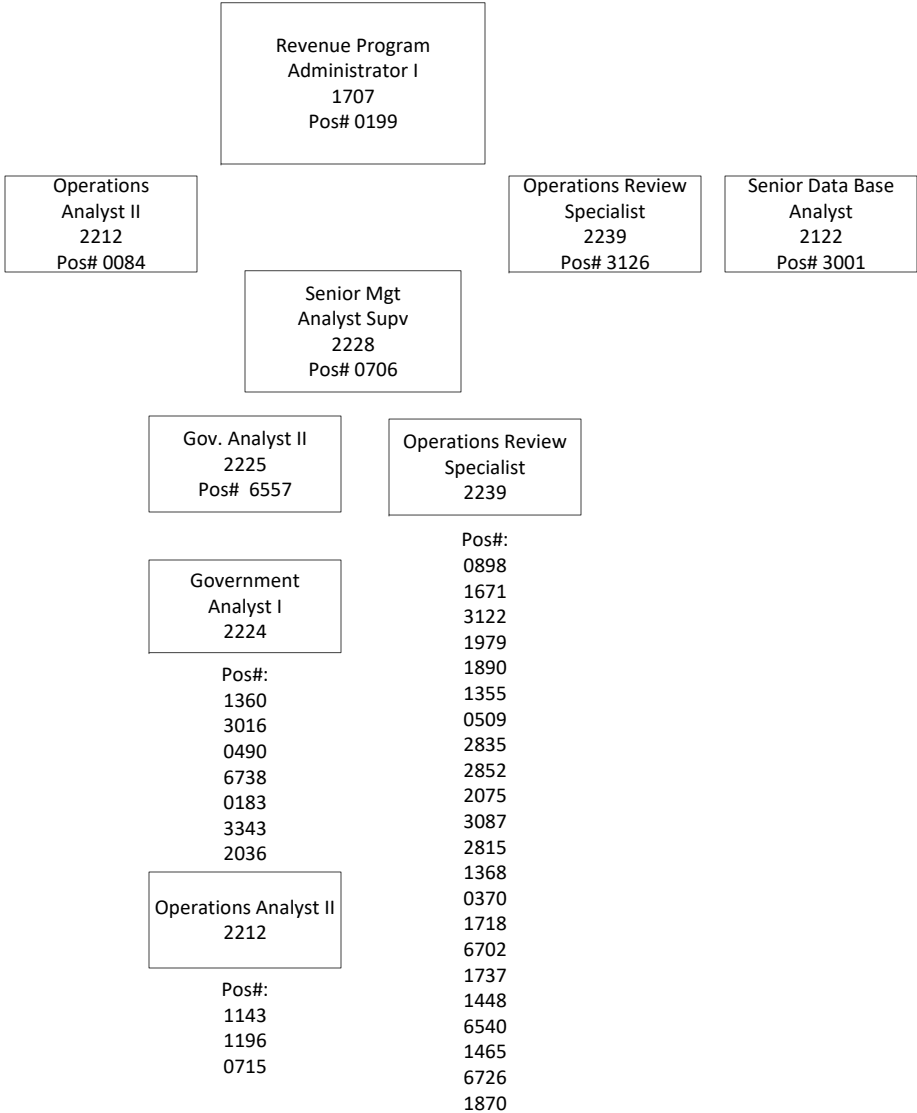 Revenue Program
Administrator I
1707
Pos# 0199
Operations
Analyst II
2212
Pos# 0084
Operations Review
Specialist
2239
Pos# 3126
Senior Data Base
Analyst
2122
Pos# 3001
Senior Mgt
Analyst Supv
2228
Pos# 0706
Gov. Analyst II
2225
Pos#  6557
Government
Analyst I
2224
Pos#:
1360
3016
0490
6738
0183
3343
2036
Operations Analyst II
2212
Pos#:
1143
1196
0715
Operations Review
Specialist
2239
Pos#:
0898
1671
3122
1979
1890
1355
0509
2835
2852
2075
3087
2815
1368
0370
1718
6702
1737
1448
6540
1465
6726
1870